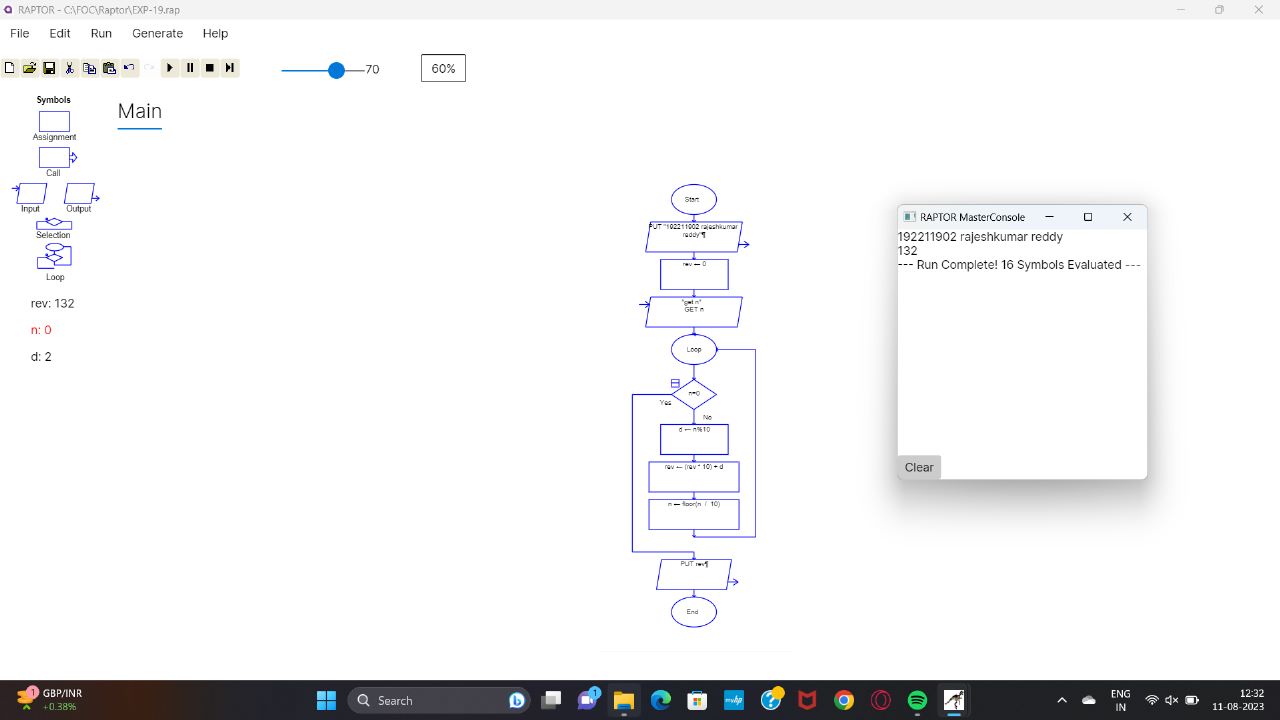 RAPTOR - C:\FOC\Raptor\EXP-19.rap
File Edit Run Generate Help
70
60%
Symbols
Assignment
Call
Input Output
Selection
Loop
rev: 132
n: 0
d: 2
Main
Start
PUT "192211902 rajeshkumar
reddy"¶
rev ← 0
"get n"
GET n
Loop
n=0
Yes
No
d ← n%10
rev ← (rev * 10) + d
n ← floor(n / 10)
PUT rev¶
End
RAPTOR MasterConsole
192211902 rajeshkumar reddy
132
--- Run Complete! 16 Symbols Evaluated ---
Clear
1
GBP/INR
+0.38%
Search
1
myhp
ENG
IN
12:32
11-08-2023